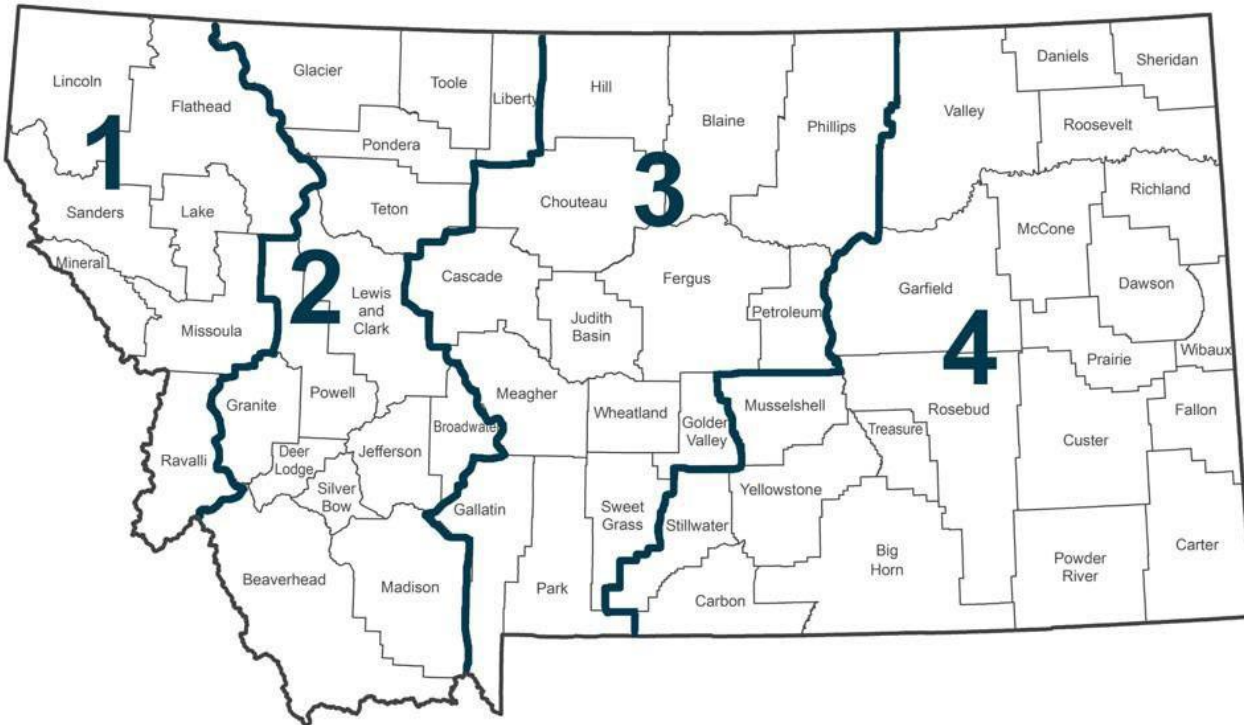 Lincoln
Flathead
Glacier
Toole
Liberty
Hill
Blaine
Phillips
Valley
Daniels
Sheridan
Roosevelt
1
Pondera
3
Sanders
Lake
Teton
Chouteau
Richland
McCone
Mineral
2
Cascade
Fergus
Garfield
Dawson
Missoula
Lewis
and
Clark
Judith
Basin
Petroleum
4
Prairie
Wibaux
Granite
Powell
Meagher
Wheatland
Golden
Valley
Musselshell
Rosebud
Fallon
Ravalli
Deer
Lodge
Jefferson
Broadwater
Treasure
Custer
Silver
Bow
Gallatin
Sweet
Grass
Stillwater
Yellowstone
Beaverhead
Madison
Park
Carbon
Big
Horn
Powder
River
Carter